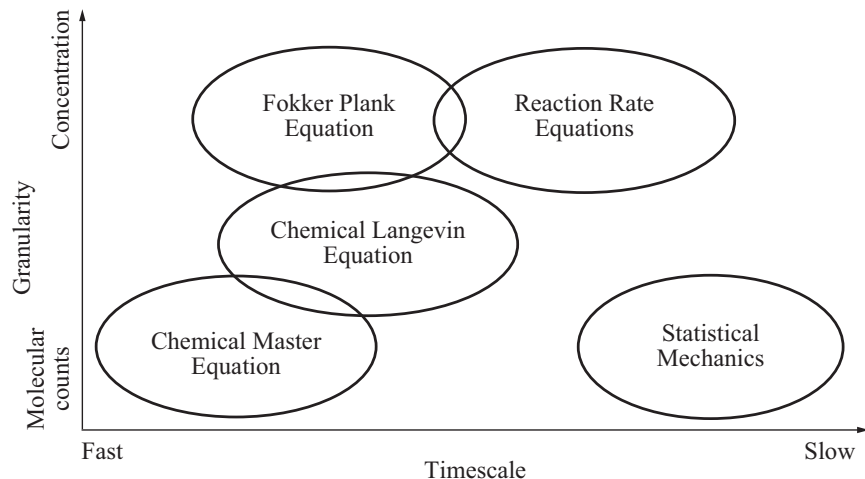 Concentration
Granularity
Molecular
counts
Fokker Plank
Equation
Reaction Rate
Equations
Chemical Langevin
Equation
Chemical Master
Equation
Statistical
Mechanics
Fast
Slow
Timescale